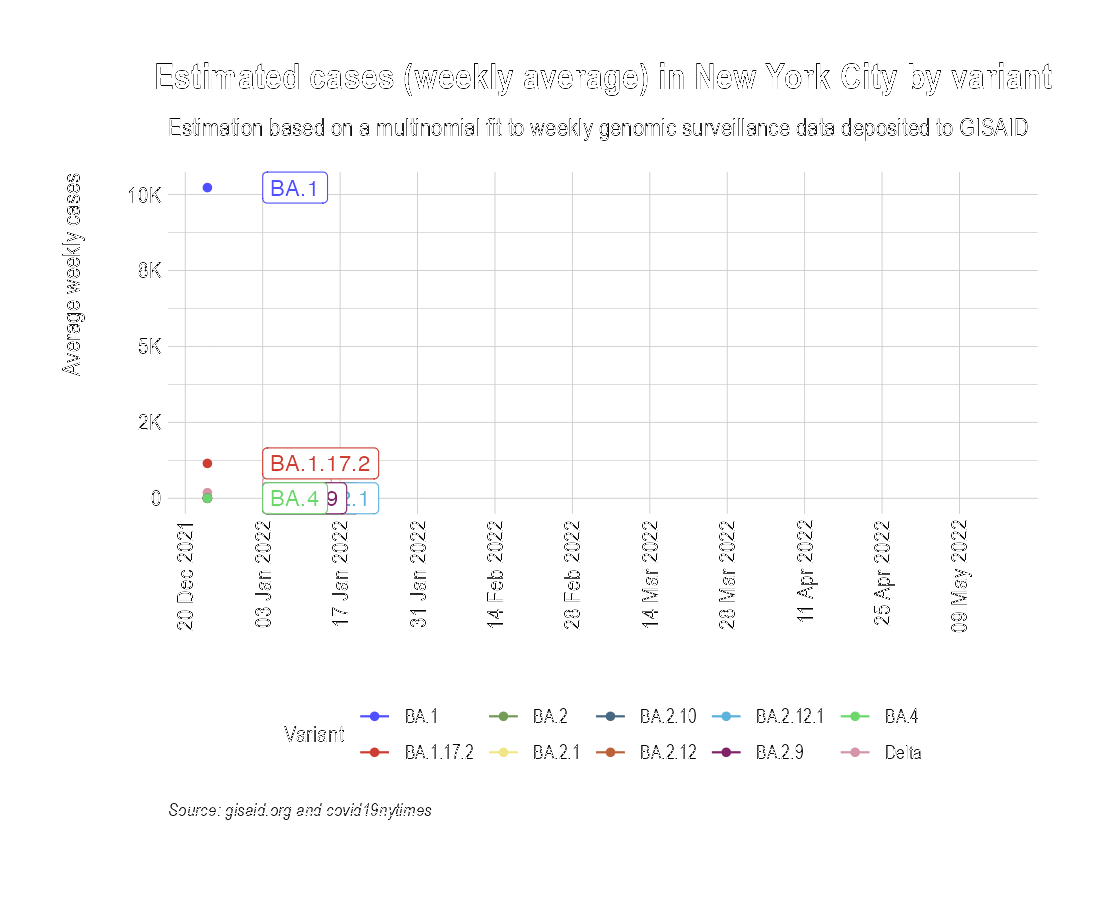 Estimated cases (weekly average) in New York City by variant
Estimation based on a multinomial fit to weekly genomic surveillance data deposited to GISAID
Average weekly cases
10K
8K
5K
2K
0
BA.1
BA.1.17.2
BA.4
9
2.1
20 Dec 2021
03 Jan 2022
17 Jan 2022
31 Jan 2022
14 Feb 2022
28 Feb 2022
14 Mar 2022
28 Mar 2022
11 Apr 2022
25 Apr 2022
09 May 2022
Variant
BA.1
BA.2
BA.2.10
BA.2.12.1
BA.4
BA.1.17.2
BA.2.1
BA.2.12
BA.2.9
Delta
Source: gisaid.org and covid19nytimes